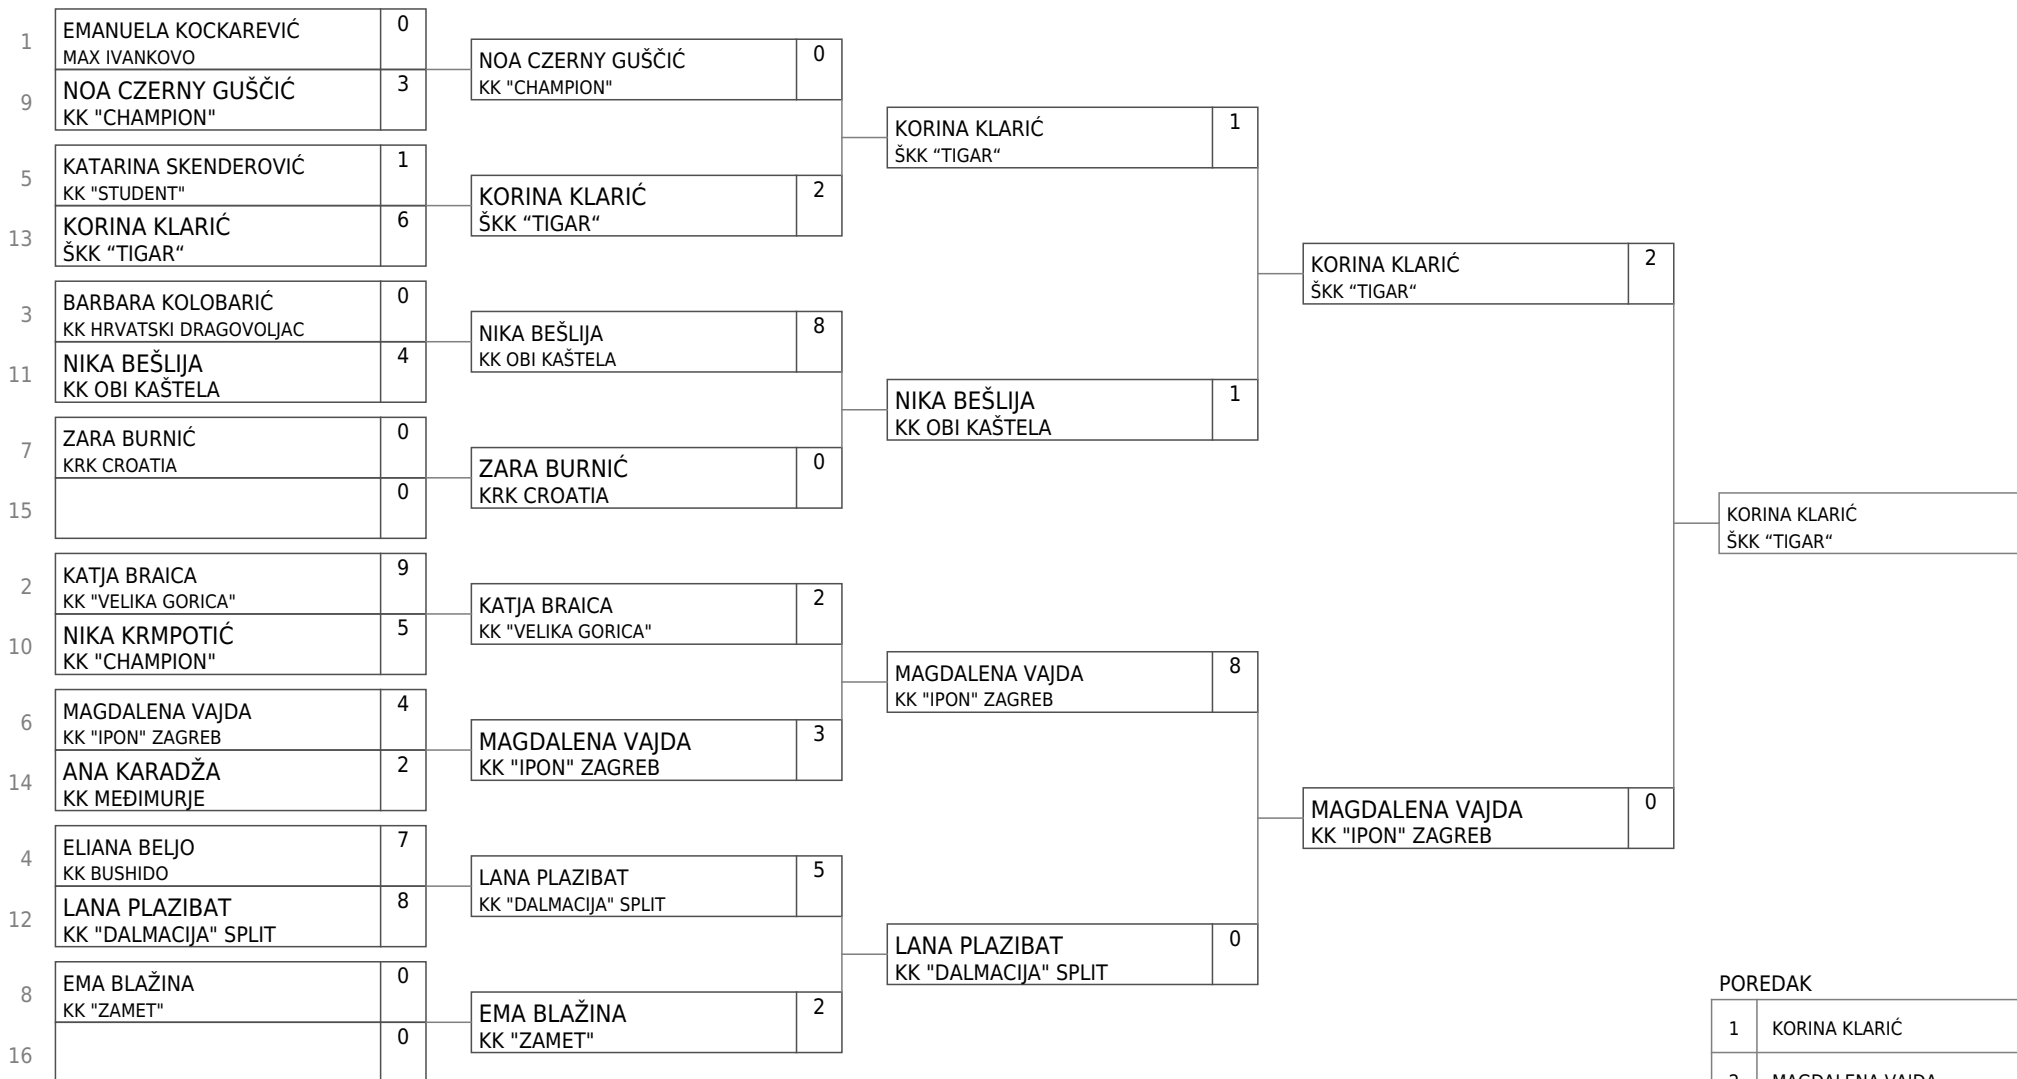 1
EMANUELA KOCKAREVIĆ
0
MAX IVANKOVO
9
NOA CZERNY GUŠČIĆ
3
KK "CHAMPION"
5
KATARINA SKENDEROVIĆ
1
KK "STUDENT"
13
KORINA KLARIĆ
6
ŠKK “TIGAR“
3
BARBARA KOLOBARIĆ
0
KK HRVATSKI DRAGOVOLJAC
11
NIKA BEŠLIJA
4
KK OBI KAŠTELA
7
ZARA BURNIĆ
0
KRK CROATIA
15
0
2
KATJA BRAICA
9
KK "VELIKA GORICA"
10
NIKA KRMPOTIĆ
5
KK "CHAMPION"
6
MAGDALENA VAJDA
4
KK "IPON" ZAGREB
14
ANA KARADŽA
2
KK MEĐIMURJE
4
ELIANA BELJO
7
KK BUSHIDO
12
LANA PLAZIBAT
8
KK "DALMACIJA" SPLIT
8
EMA BLAŽINA
0
KK "ZAMET"
16
0
NOA CZERNY GUŠČIĆ
0
KK "CHAMPION"
KORINA KLARIĆ
2
ŠKK “TIGAR“
NIKA BEŠLIJA
8
KK OBI KAŠTELA
ZARA BURNIĆ
0
KRK CROATIA
KATJA BRAICA
2
KK "VELIKA GORICA"
MAGDALENA VAJDA
3
KK "IPON" ZAGREB
LANA PLAZIBAT
5
KK "DALMACIJA" SPLIT
EMA BLAŽINA
2
KK "ZAMET"
KORINA KLARIĆ
1
ŠKK “TIGAR“
NIKA BEŠLIJA
1
KK OBI KAŠTELA
MAGDALENA VAJDA
8
KK "IPON" ZAGREB
LANA PLAZIBAT
0
KK "DALMACIJA" SPLIT
KORINA KLARIĆ
2
ŠKK “TIGAR“
MAGDALENA VAJDA
0
KK "IPON" ZAGREB
KORINA KLARIĆ
ŠKK “TIGAR“
POREDAK
1 KORINA KLARIĆ
2 MAGDALENA VAJDA